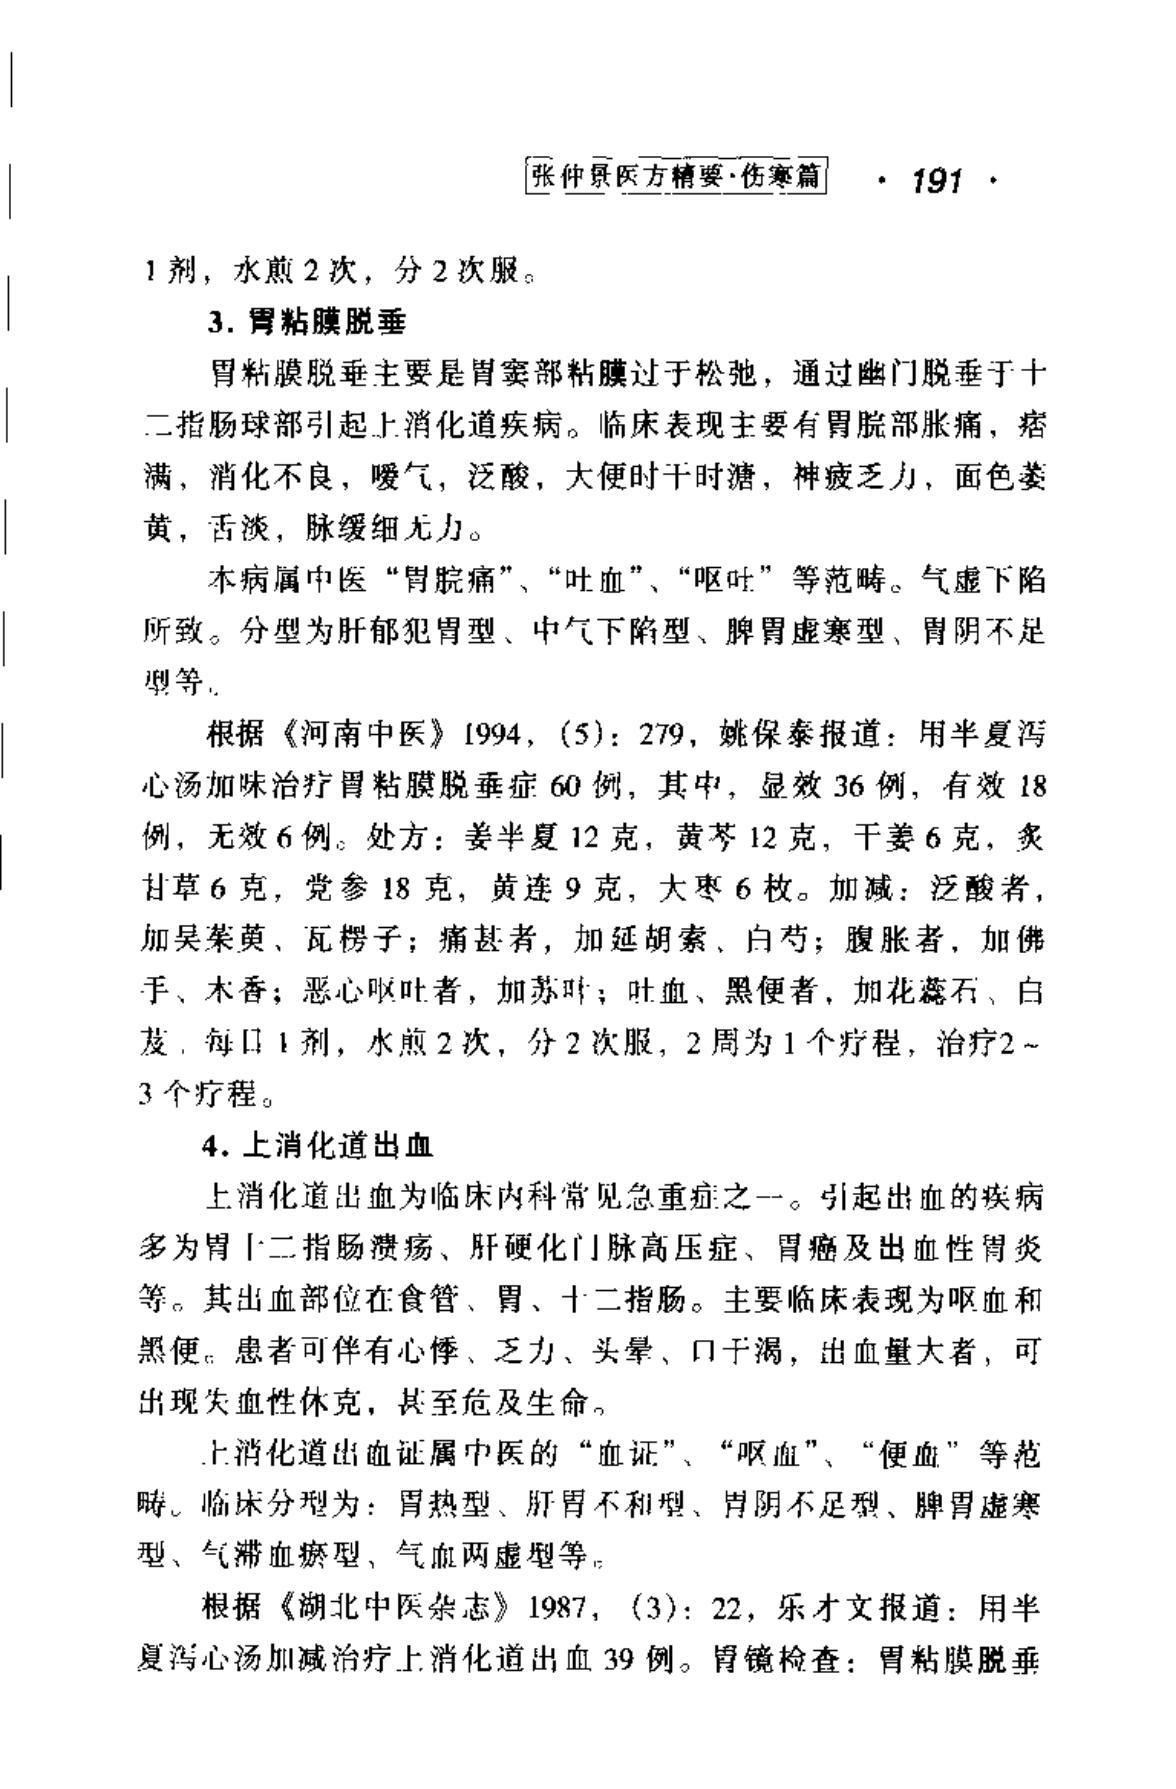 张仲景医方精要·伤寒篇 · 191 ·
1剂，水煎2次，分2次服。
3. 胃粘膜脱垂
胃粘膜脱垂主要是胃窦部粘膜过于松弛，通过幽门脱垂于十
二指肠球部引起上消化道疾病。临床表现主要有胃脘部胀痛，痞
满，消化不良，嗳气，泛酸，大便时干时溏，神疲乏力，面色萎
黄，舌淡，脉缓细无力。
本病属中医“胃脘痛”、“吐血”、“呕吐”等范畴。气虚下陷
所致。分型为肝郁犯胃型、中气下陷型、脾胃虚寒型、胃阴不足
型等。
根据《河南中医》1994，（5）：279，姚保泰报道：用半夏泻
心汤加味治疗胃粘膜脱垂症60例，其中，显效36例，有效18
例，无效6例。处方：姜半夏12克，黄芩12克，干姜6克，炙
甘草6克，党参18克，黄连9克，大枣6枚。加减：泛酸者，
加吴茱萸、瓦楞子；痛甚者，加延胡索、白芍；腹胀者，加佛
手、木香；恶心呕吐者，加苏叶；吐血、黑便者，加花蕊石、白
芨．每日1剂，水煎2次，分2次服，2周为1个疗程，治疗2~
3个疗程。
4. 上消化道出血
上消化道出血为临床内科常见急重症之一。引起出血的疾病
多为胃十二指肠溃疡、肝硬化门脉高压症、胃癌及出血性胃炎
等。其出血部位在食管、胃、十二指肠。主要临床表现为呕血和
黑便。患者可伴有心悸、乏力、头晕、口干渴，出血量大者，可
出现失血性休克，甚至危及生命。
上消化道出血证属中医的“血证”、“呕血”、“便血”等范
畴。临床分型为：胃热型、肝胃不和型、胃阴不足型、脾胃虚寒
型、气滞血瘀型、气血两虚型等。
根据《湖北中医杂志》1987，（3）：22，乐才文报道：用半
夏泻心汤加减治疗上消化道出血39例。胃镜检查：胃粘膜脱垂